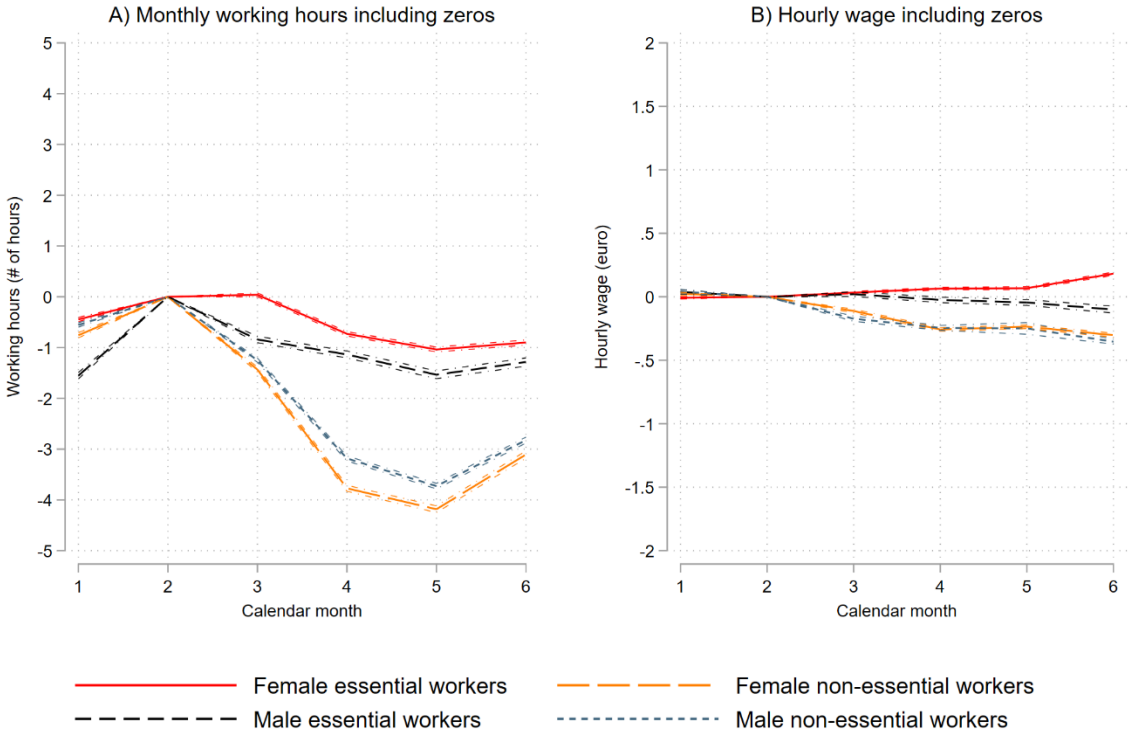 A) Monthly working hours including zeros
5
4
3
2
1
0
-1
-2
-3
-4
-5
Working hours (# of hours)
1 2 3 4 5 6
Calendar month
B) Hourly wage including zeros
2
1.5
1
.5
0
-.5
-1
-1.5
-2
Hourly wage (euro)
1 2 3 4 5 6
Calendar month
Female essential workers
Female non-essential workers
Male essential workers
Male non-essential workers